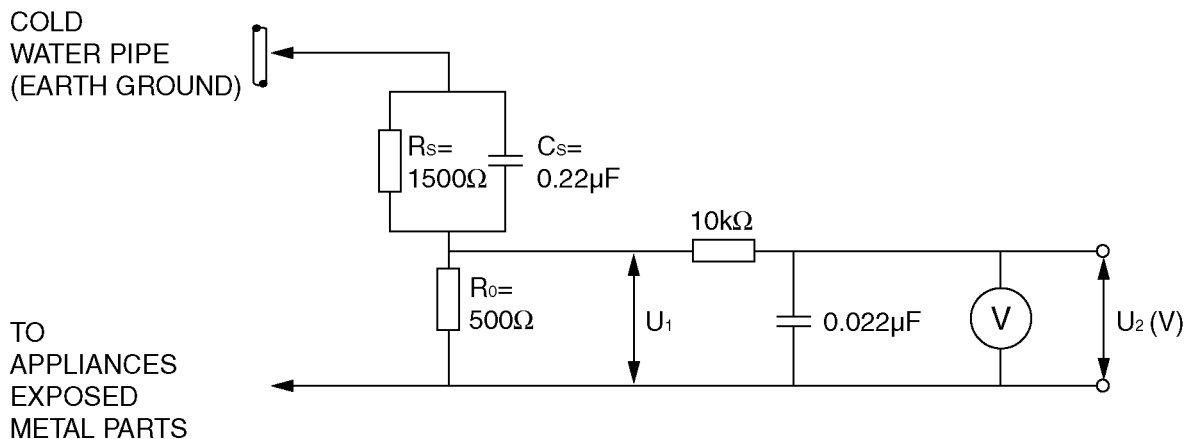 COLD
WATER PIPE
(EARTH GROUND)
RS=
1500Ω
CS=
0.22µF
10kΩ
R0=
500Ω
U1
0.022µF
V
U2 (V)
TO
APPLIANCES
EXPOSED
METAL PARTS